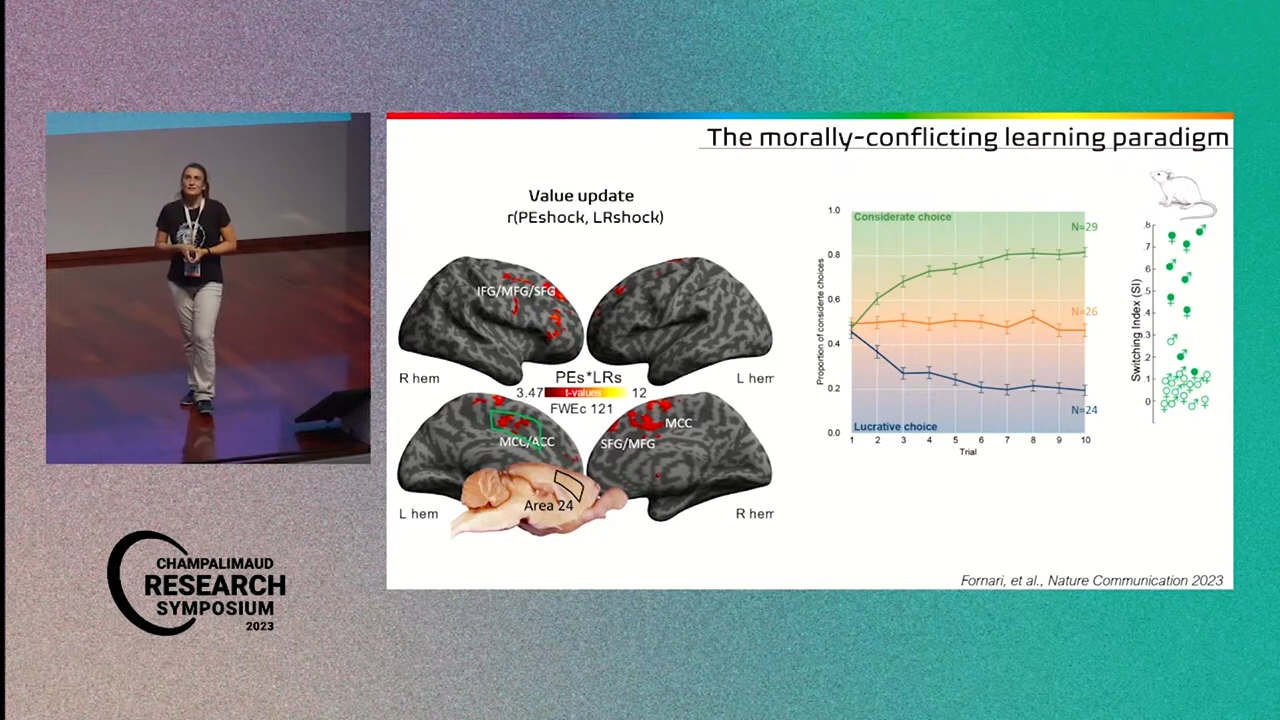 The morally-conflicting learning paradigm
Value update
r(PEshock, LRshock)
IFG/MFG/SFG
R hem
L hem
PEs*LRs
3.47 t-values 12
FWEc 121
MCC/ACC
SFG/MFG
MCC
Area 24
L hem
R hem
Proportion of considerte choices
1.0
0.8
0.6
0.4
0.2
0.0
Considerate choice
N=29
N=26
N=24
Lucrative choice
1 2 3 4 5 6 7 8 9 10
Trial
Switching Index (SI)
.8
.7
.6
.5
.4
.3
.2
.1
0
Fornari, et al., Nature Communication 2023
CHAMPALIMAUD
RESEARCH
SYMPOSIUM
2023